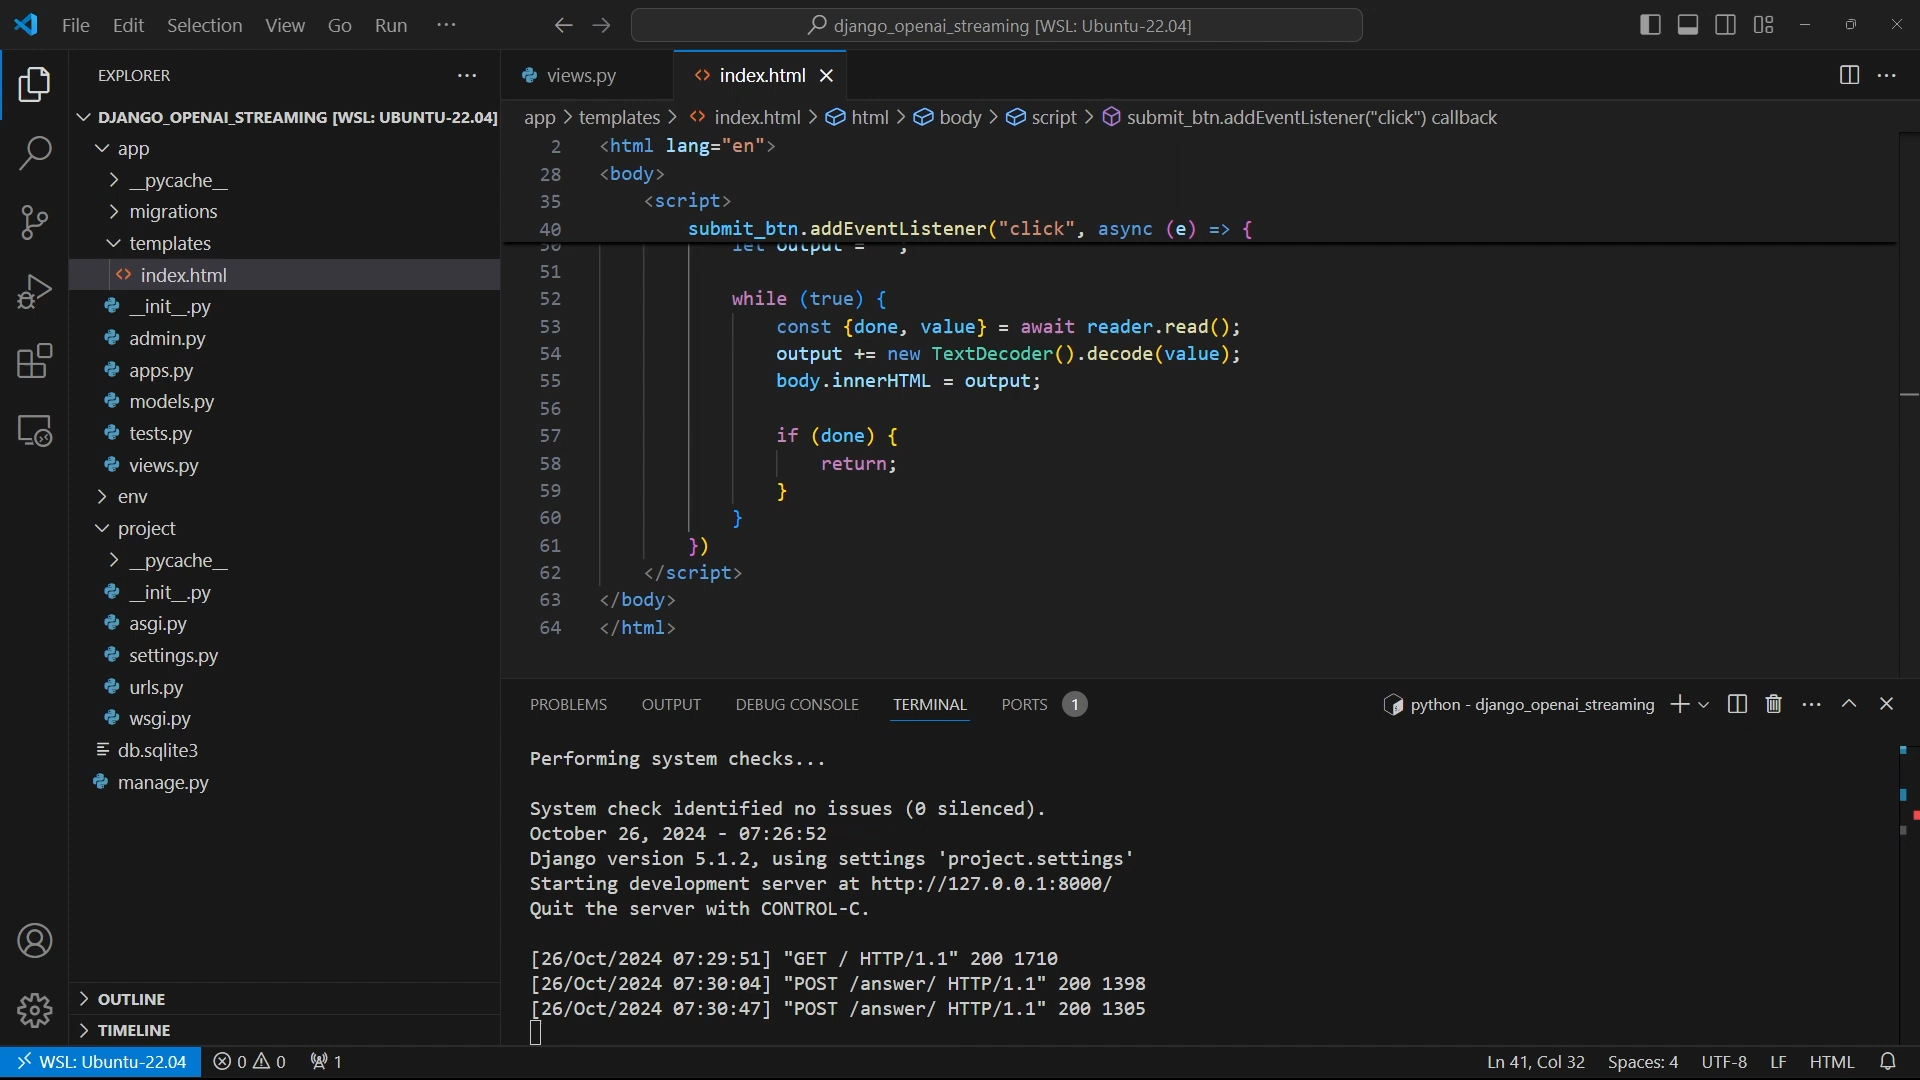 File Edit Selection View Go Run ···
django_openai_streaming [WSL: Ubuntu-22.04]
EXPLORER
DJANGO_OPENAI_STREAMING [WSL: UBUNTU-22.04]
app
__pycache__
migrations
templates
index.html
__init__.py
admin.py
apps.py
models.py
tests.py
views.py
env
project
__pycache__
__init__.py
asgi.py
settings.py
urls.py
wsgi.py
db.sqlite3
manage.py
OUTLINE
TIMELINE
views.py
index.html
app > templates > index.html > html > body > script > submit_btn.addEventListener("click") callback
2 <html lang="en">
28 <body>
35 <script>
40 submit_btn.addEventListener("click", async (e) => {
51
52 while (true) {
53 const {done, value} = await reader.read();
54 output += new TextDecoder().decode(value);
55 body.innerHTML = output;
56
57 if (done) {
58 return;
59 }
60 }
61 })
62 </script>
63 </body>
64 </html>
PROBLEMS OUTPUT DEBUG CONSOLE TERMINAL PORTS 1
python - django_openai_streaming
Performing system checks...
System check identified no issues (0 silenced).
October 26, 2024 - 07:26:52
Django version 5.1.2, using settings 'project.settings'
Starting development server at http://127.0.0.1:8000/
Quit the server with CONTROL-C.
[26/Oct/2024 07:29:51] "GET / HTTP/1.1" 200 1710
[26/Oct/2024 07:30:04] "POST /answer/ HTTP/1.1" 200 1398
[26/Oct/2024 07:30:47] "POST /answer/ HTTP/1.1" 200 1305
WSL: Ubuntu-22.04 0 0 1
Ln 41, Col 32 Spaces: 4 UTF-8 LF HTML